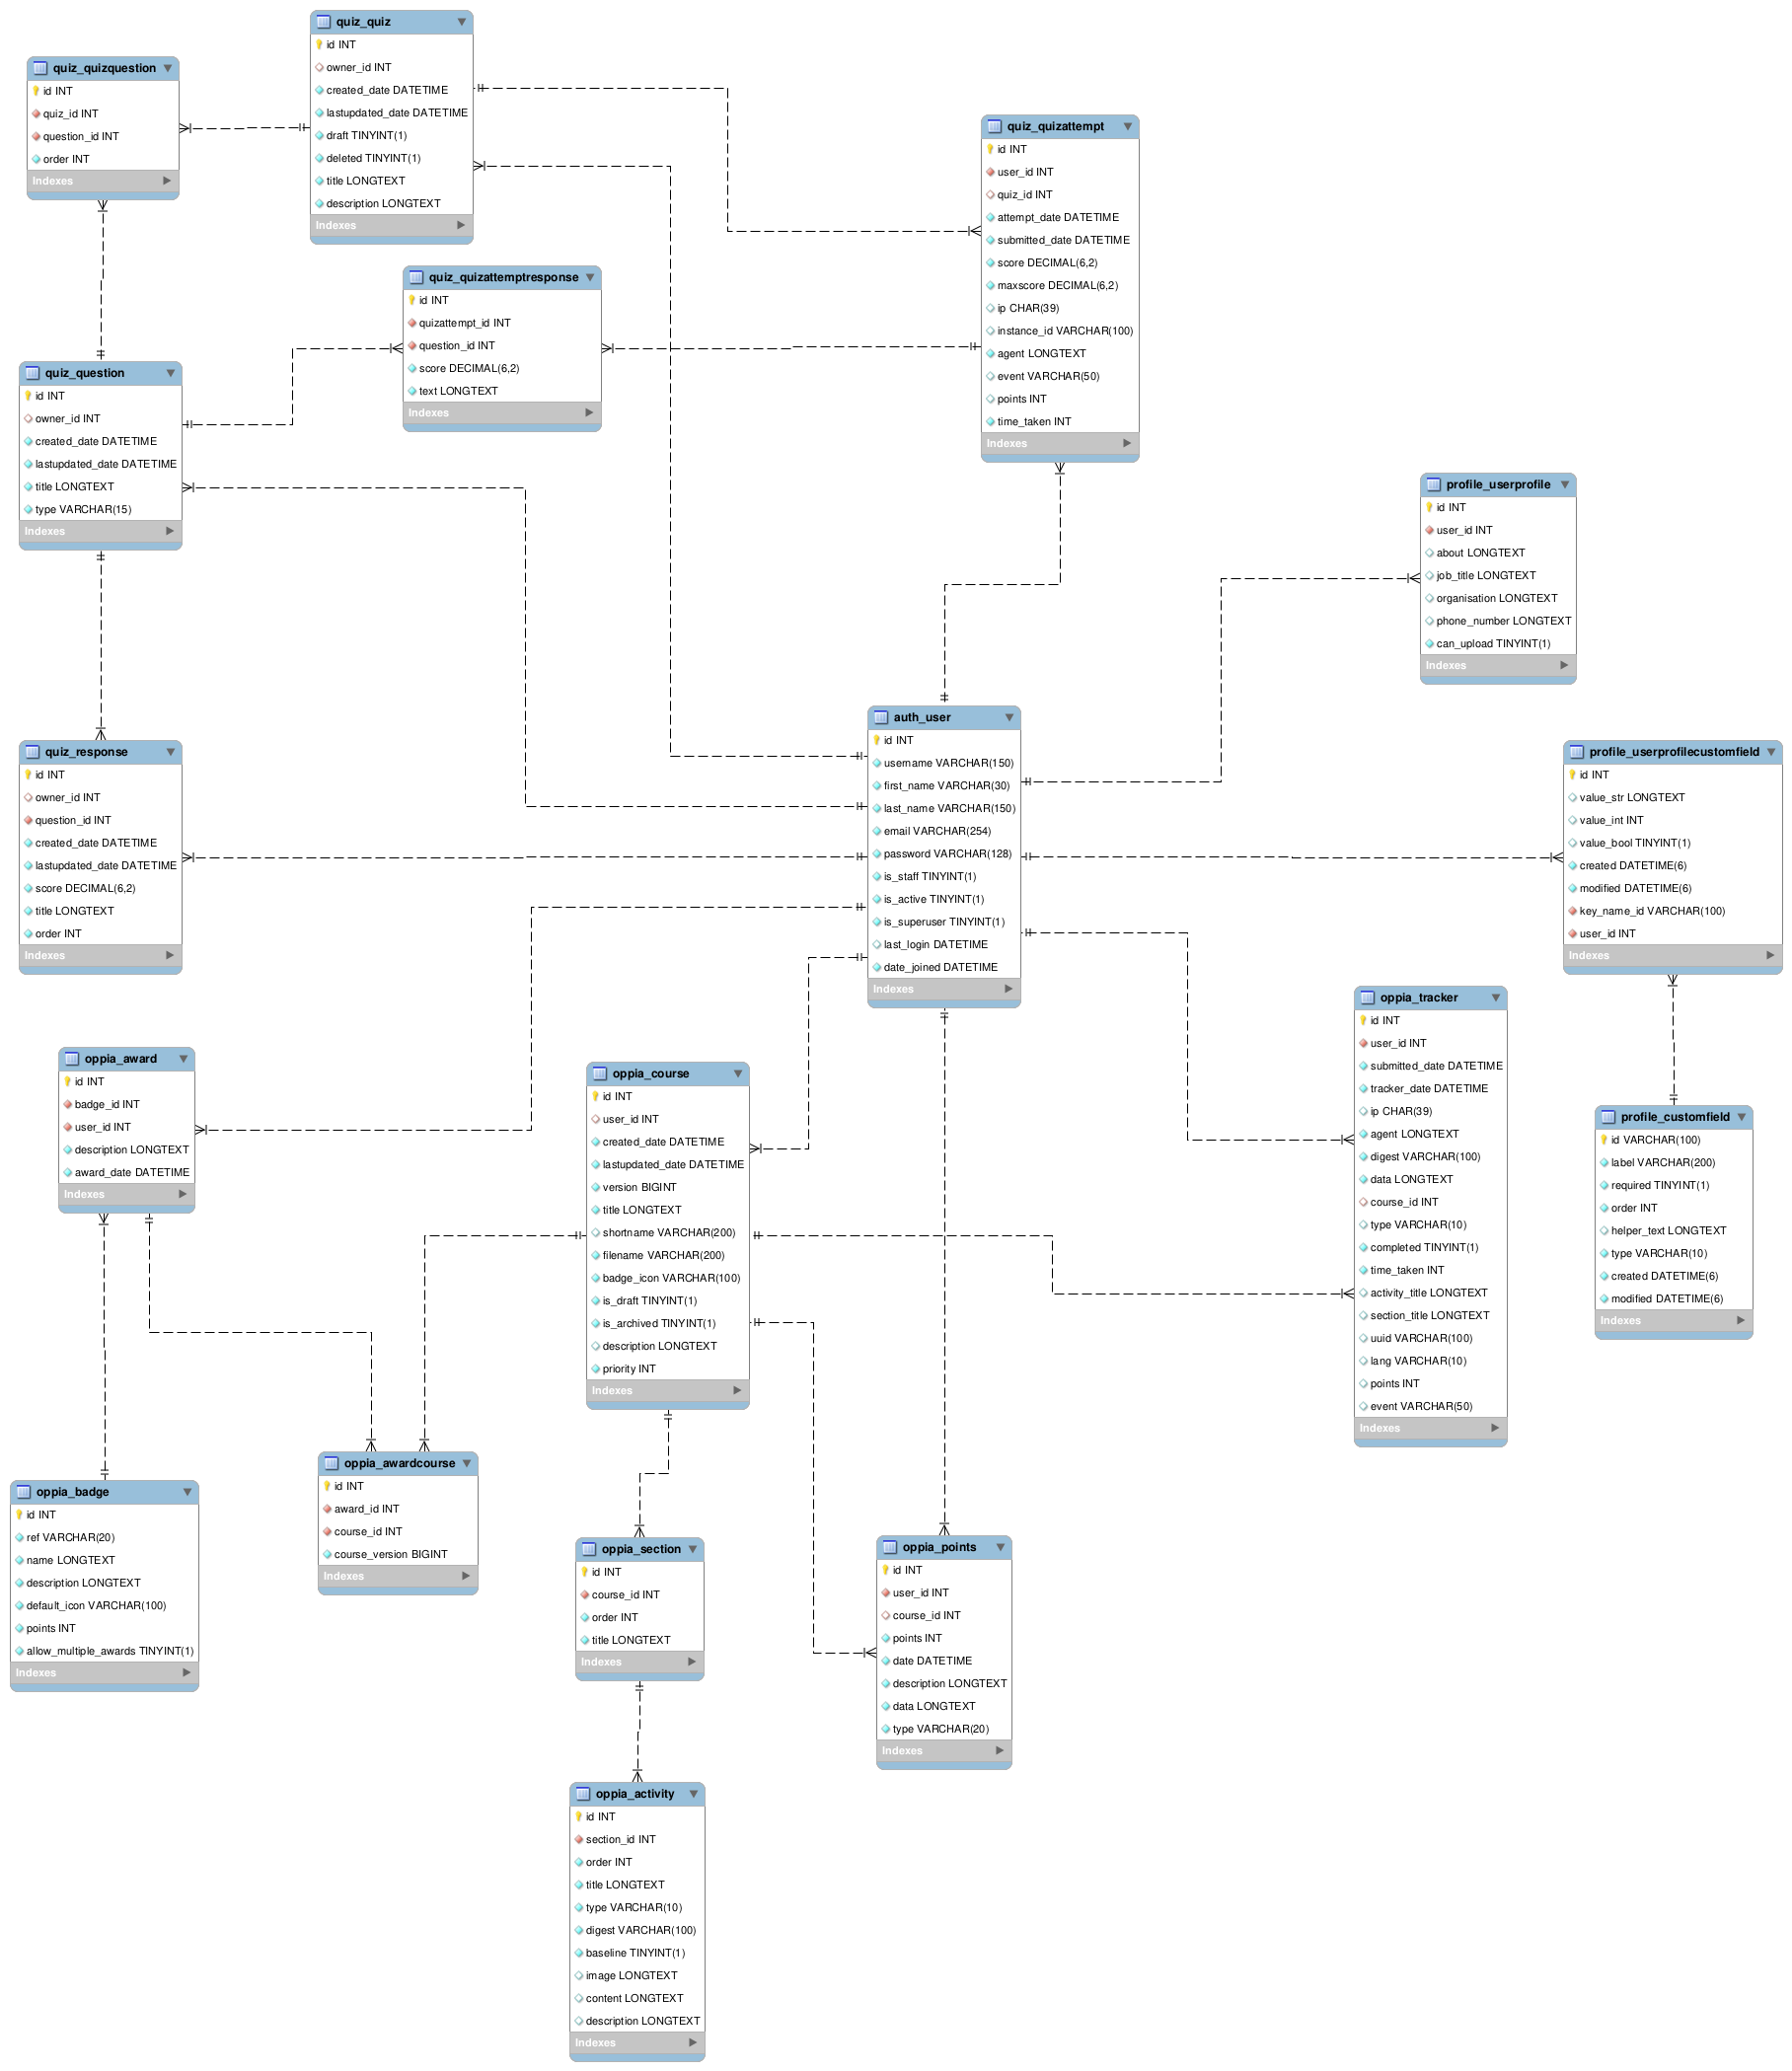 quiz_quiz
id INT
owner_id INT
created_date DATETIME
lastupdated_date DATETIME
draft TINYINT(1)
deleted TINYINT(1)
title LONGTEXT
description LONGTEXT
Indexes
quiz_quizquestion
id INT
quiz_id INT
question_id INT
order INT
Indexes
quiz_quizattempt
id INT
user_id INT
quiz_id INT
attempt_date DATETIME
submitted_date DATETIME
score DECIMAL(6,2)
maxscore DECIMAL(6,2)
ip CHAR(39)
instance_id VARCHAR(100)
agent LONGTEXT
event VARCHAR(50)
points INT
time_taken INT
Indexes
quiz_quizattemptresponse
id INT
quizattempt_id INT
question_id INT
score DECIMAL(6,2)
text LONGTEXT
Indexes
quiz_question
id INT
owner_id INT
created_date DATETIME
lastupdated_date DATETIME
title LONGTEXT
type VARCHAR(15)
Indexes
profile_userprofile
id INT
user_id INT
about LONGTEXT
job_title LONGTEXT
organisation LONGTEXT
phone_number LONGTEXT
can_upload TINYINT(1)
Indexes
auth_user
id INT
username VARCHAR(150)
first_name VARCHAR(30)
last_name VARCHAR(150)
email VARCHAR(254)
password VARCHAR(128)
is_staff TINYINT(1)
is_active TINYINT(1)
is_superuser TINYINT(1)
last_login DATETIME
date_joined DATETIME
Indexes
quiz_response
id INT
owner_id INT
question_id INT
created_date DATETIME
lastupdated_date DATETIME
score DECIMAL(6,2)
title LONGTEXT
order INT
Indexes
profile_userprofilecustomfield
id INT
value_str LONGTEXT
value_int INT
value_bool TINYINT(1)
created DATETIME(6)
modified DATETIME(6)
key_name_id VARCHAR(100)
user_id INT
Indexes
oppia_tracker
id INT
user_id INT
submitted_date DATETIME
tracker_date DATETIME
ip CHAR(39)
agent LONGTEXT
digest VARCHAR(100)
data LONGTEXT
course_id INT
type VARCHAR(10)
completed TINYINT(1)
time_taken INT
activity_title LONGTEXT
section_title LONGTEXT
uuid VARCHAR(100)
lang VARCHAR(10)
points INT
event VARCHAR(50)
Indexes
oppia_award
id INT
badge_id INT
user_id INT
description LONGTEXT
award_date DATETIME
Indexes
oppia_course
id INT
user_id INT
created_date DATETIME
lastupdated_date DATETIME
version BIGINT
title LONGTEXT
shortname VARCHAR(200)
filename VARCHAR(200)
badge_icon VARCHAR(100)
is_draft TINYINT(1)
is_archived TINYINT(1)
description LONGTEXT
priority INT
Indexes
profile_customfield
id VARCHAR(100)
label VARCHAR(200)
required TINYINT(1)
order INT
helper_text LONGTEXT
type VARCHAR(10)
created DATETIME(6)
modified DATETIME(6)
Indexes
oppia_awardcourse
id INT
award_id INT
course_id INT
course_version BIGINT
Indexes
oppia_badge
id INT
ref VARCHAR(20)
name LONGTEXT
description LONGTEXT
default_icon VARCHAR(100)
points INT
allow_multiple_awards TINYINT(1)
Indexes
oppia_section
id INT
course_id INT
order INT
title LONGTEXT
Indexes
oppia_points
id INT
user_id INT
course_id INT
points INT
date DATETIME
description LONGTEXT
data LONGTEXT
type VARCHAR(20)
Indexes
oppia_activity
id INT
section_id INT
order INT
title LONGTEXT
type VARCHAR(10)
digest VARCHAR(100)
baseline TINYINT(1)
image LONGTEXT
content LONGTEXT
description LONGTEXT
Indexes